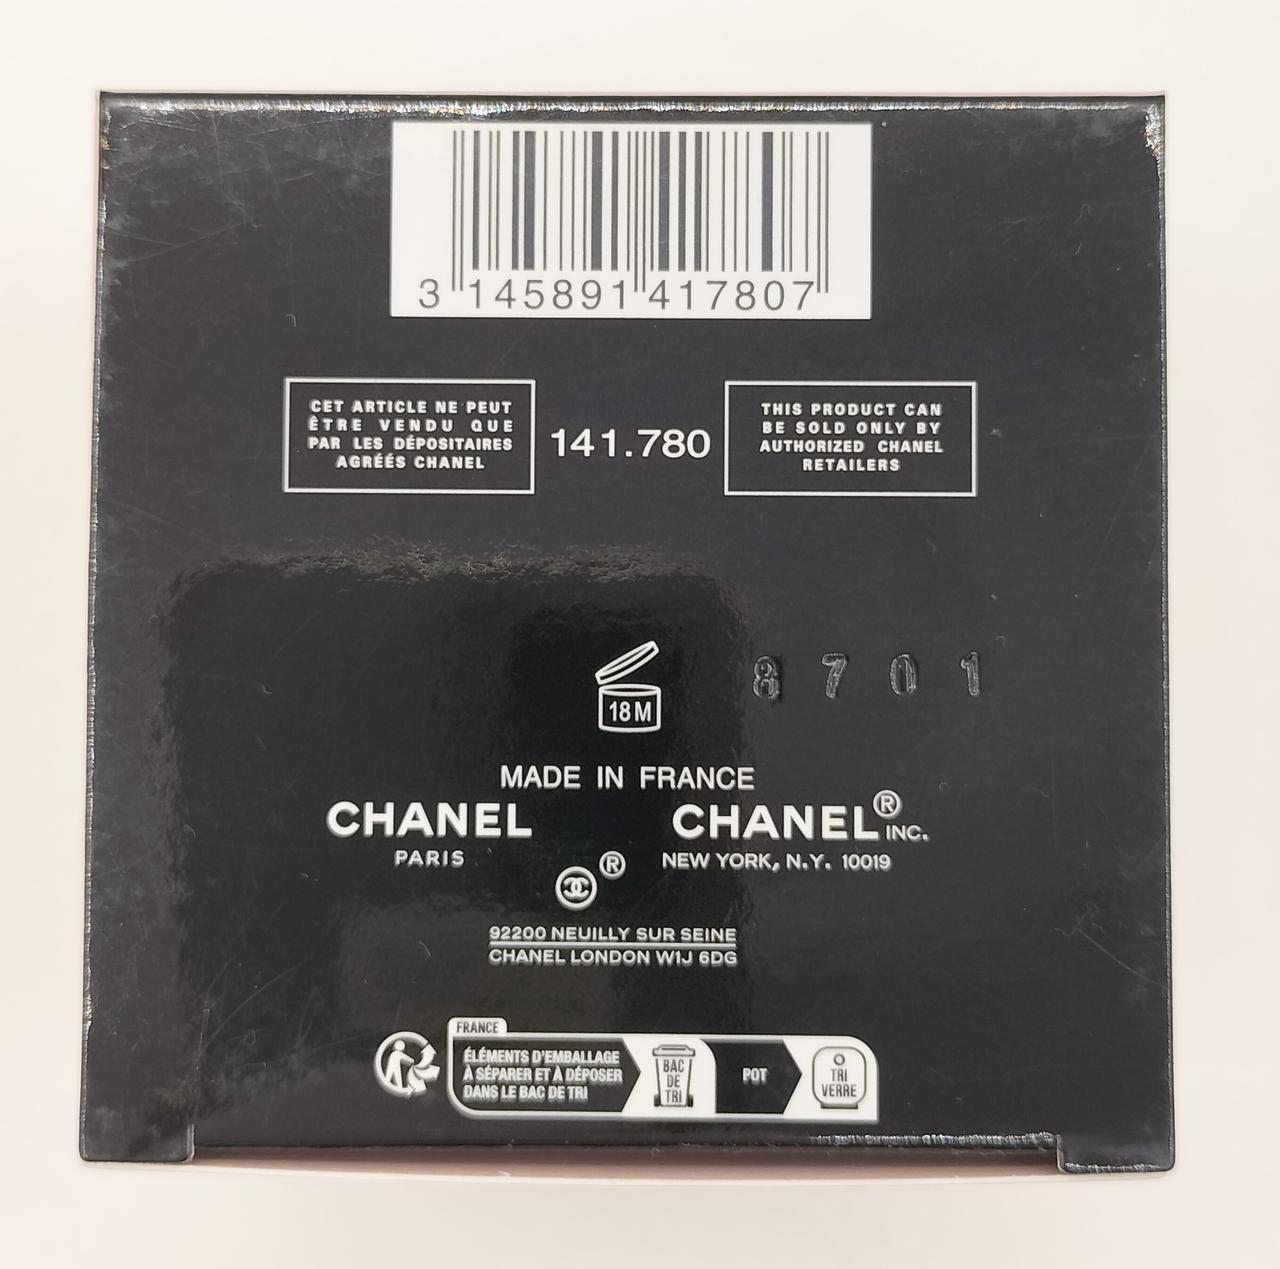 3 145891 417807
CET ARTICLE NE PEUT
ÊTRE VENDU QUE
PAR LES DÉPOSITAIRES
AGRÉÉS CHANEL
141.780
THIS PRODUCT CAN
BE SOLD ONLY BY
AUTHORIZED CHANEL
RETAILERS
18M
8701
MADE IN FRANCE
CHANEL
PARIS
CHANEL® INC.
NEW YORK, N.Y. 10019
®
92200 NEUILLY SUR SEINE
CHANEL LONDON W1J 6DG
FRANCE
ÉLÉMENTS D'EMBALLAGE
À SÉPARER ET À DÉPOSER
DANS LE BAC DE TRI
BAC
DE
TRI
POT
TRI
VERRE